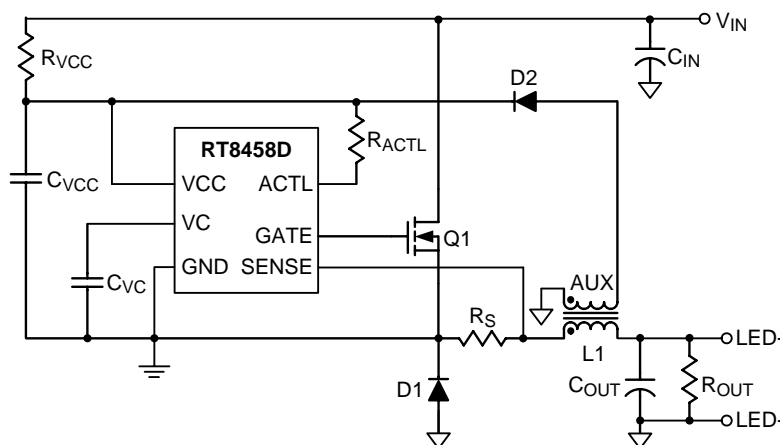 VIN
RVCC
CIN
D2
RT8458D
RACTL
CVCC
VCC
ACTL
VC
GATE
Q1
GND
SENSE
AUX
CVC
RS
L1
LED-
D1
COUT
ROUT
LED-